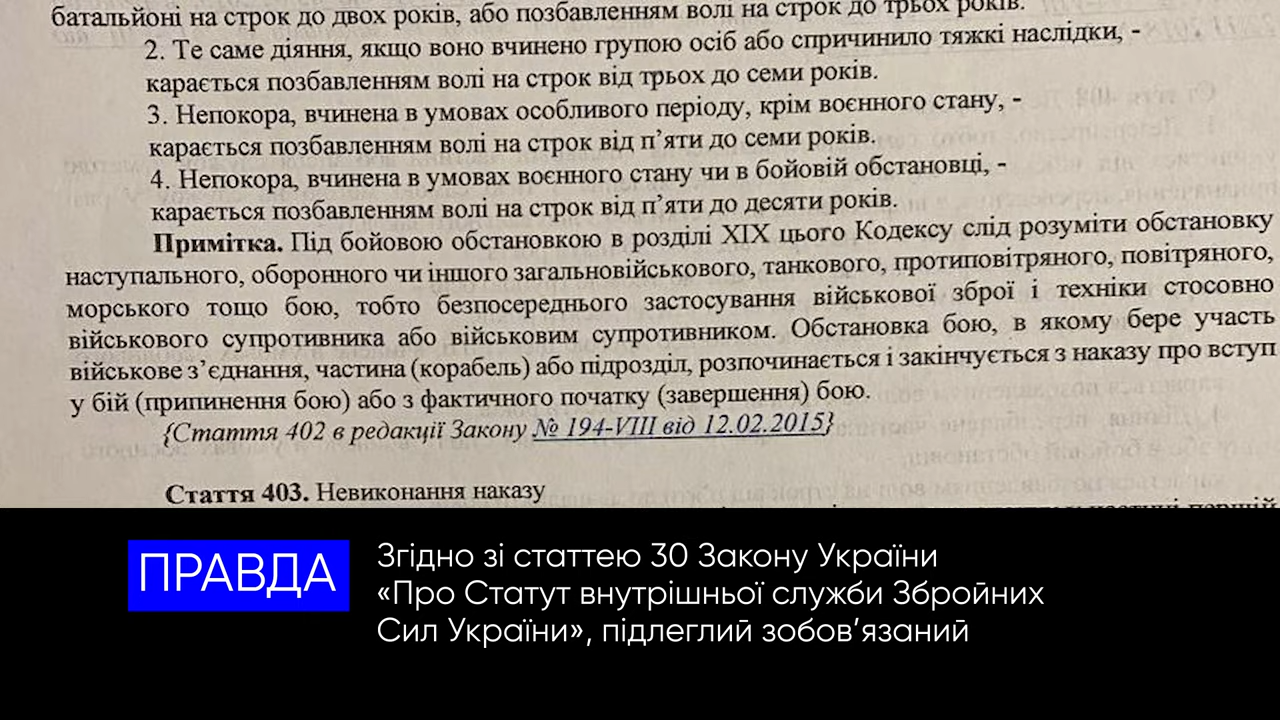 батальйоні на строк до двох років, або позбавленням волі на строк до трьох років.
2. Те саме діяння, якщо воно вчинено групою осіб або спричинило тяжкі наслідки, -
карається позбавленням волі на строк від трьох до семи років.
3. Непокора, вчинена в умовах особливого періоду, крім воєнного стану, -
карається позбавленням волі на строк від п’яти до семи років.
4. Непокора, вчинена в умовах воєнного стану чи в бойовій обстановці, -
карається позбавленням волі на строк від п’яти до десяти років.
Примітка. Під бойовою обстановкою в розділі XIX цього Кодексу слід розуміти обстановку
наступального, оборонного чи іншого загальновійськового, танкового, протиповітряного, повітряного,
морського тощо бою, тобто безпосереднього застосування військової зброї і техніки стосовно
військового супротивника або військовим супротивником. Обстановка бою, в якому бере участь
військове з’єднання, частина (корабель) або підрозділ, розпочинається і закінчується з наказу про вступ
у бій (припинення бою) або з фактичного початку (завершення) бою.
{Стаття 402 в редакції Закону № 194-VIII від 12.02.2015}
Стаття 403. Невиконання наказу
ПРАВДА
Згідно зі статтею 30 Закону України
«Про Статут внутрішньої служби Збройних
Сил України», підлеглий зобов’язаний